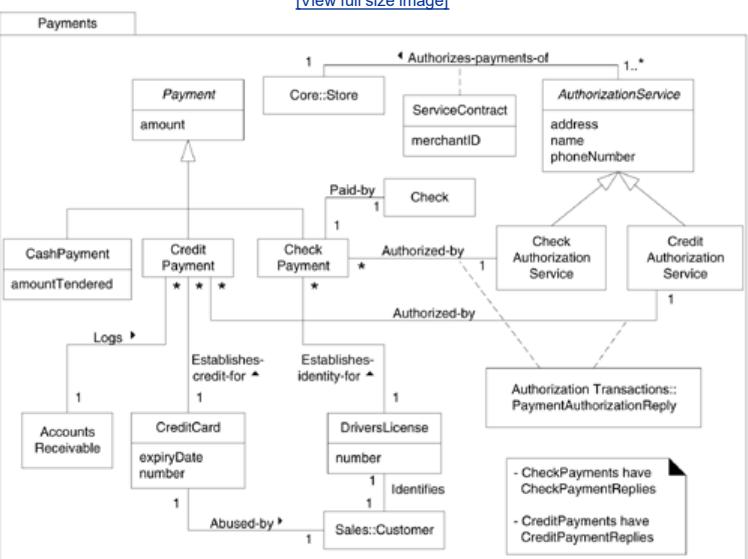 [View full size image]
Payments
1
Authorizes-payments-of
1..*
Payment
amount
Core::Store
ServiceContract
merchantID
AuthorizationService
address
name
phoneNumber
Paid-by
1
Check
1
CashPayment
amountTendered
Credit
Payment
Check
Payment
*
Authorized-by
1
Check
Authorization
Service
Credit
Authorization
Service
*
*
*
*
1
Authorized-by
Logs
Establishes-
credit-for
Establishes-
identity-for
1
1
1
Accounts
Receivable
CreditCard
expiryDate
number
DriversLicense
number
Authorization Transactions::
PaymentAuthorizationReply
1
1
Identifies
1
Abused-by
1
Sales::Customer
- CheckPayments have
CheckPaymentReplies
- CreditPayments have
CreditPaymentReplies